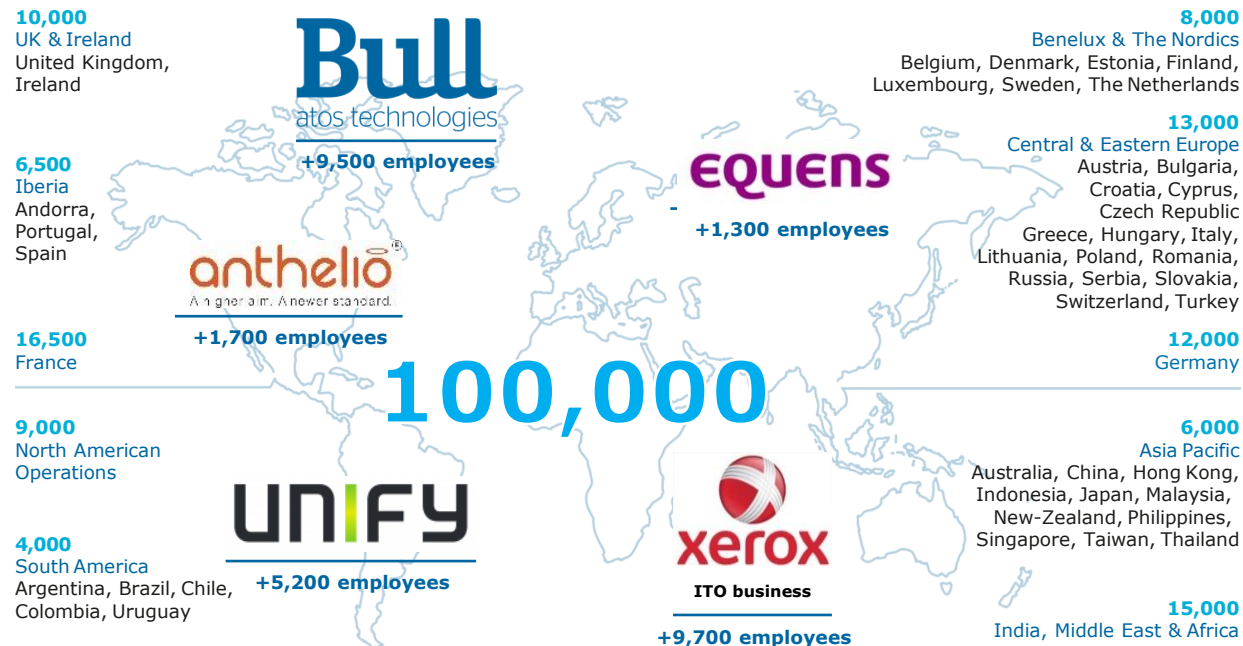 10,000
UK & Ireland
United Kingdom,
Ireland
6,500
Iberia
Andorra,
Portugal,
Spain
16,500
France
9,000
North American
Operations
4,000
South America
Argentina, Brazil, Chile,
Colombia, Uruguay
Bull
atos technologies
+9,500 employees
anthelio®
A higher aim. A newer standard.
+1,700 employees
EQUENS
-
+1,300 employees
100,000
UNIFY
+5,200 employees
xerox
ITO business
+9,700 employees
8,000
Benelux & The Nordics
Belgium, Denmark, Estonia, Finland,
Luxembourg, Sweden, The Netherlands
13,000
Central & Eastern Europe
Austria, Bulgaria,
Croatia, Cyprus,
Czech Republic
Greece, Hungary, Italy,
Lithuania, Poland, Romania,
Russia, Serbia, Slovakia,
Switzerland, Turkey
12,000
Germany
6,000
Asia Pacific
Australia, China, Hong Kong,
Indonesia, Japan, Malaysia,
New-Zealand, Philippines,
Singapore, Taiwan, Thailand
15,000
India, Middle East & Africa